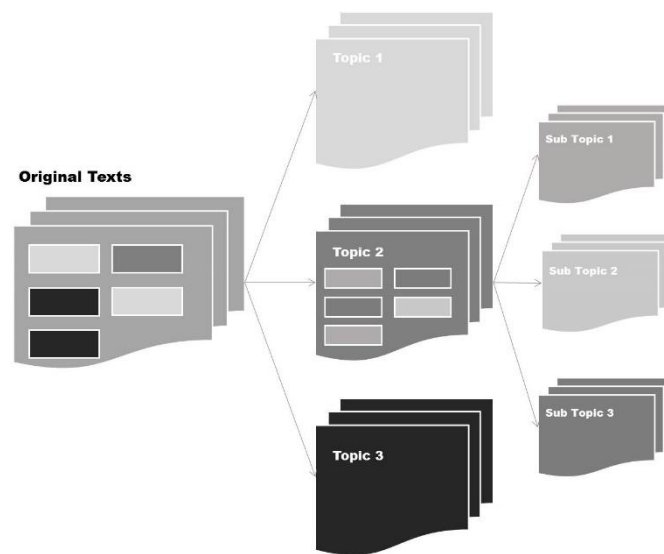 Topic 1
Sub Topic 1
Original Texts
Topic 2
Sub Topic 2
Sub Topic 3
Topic 3